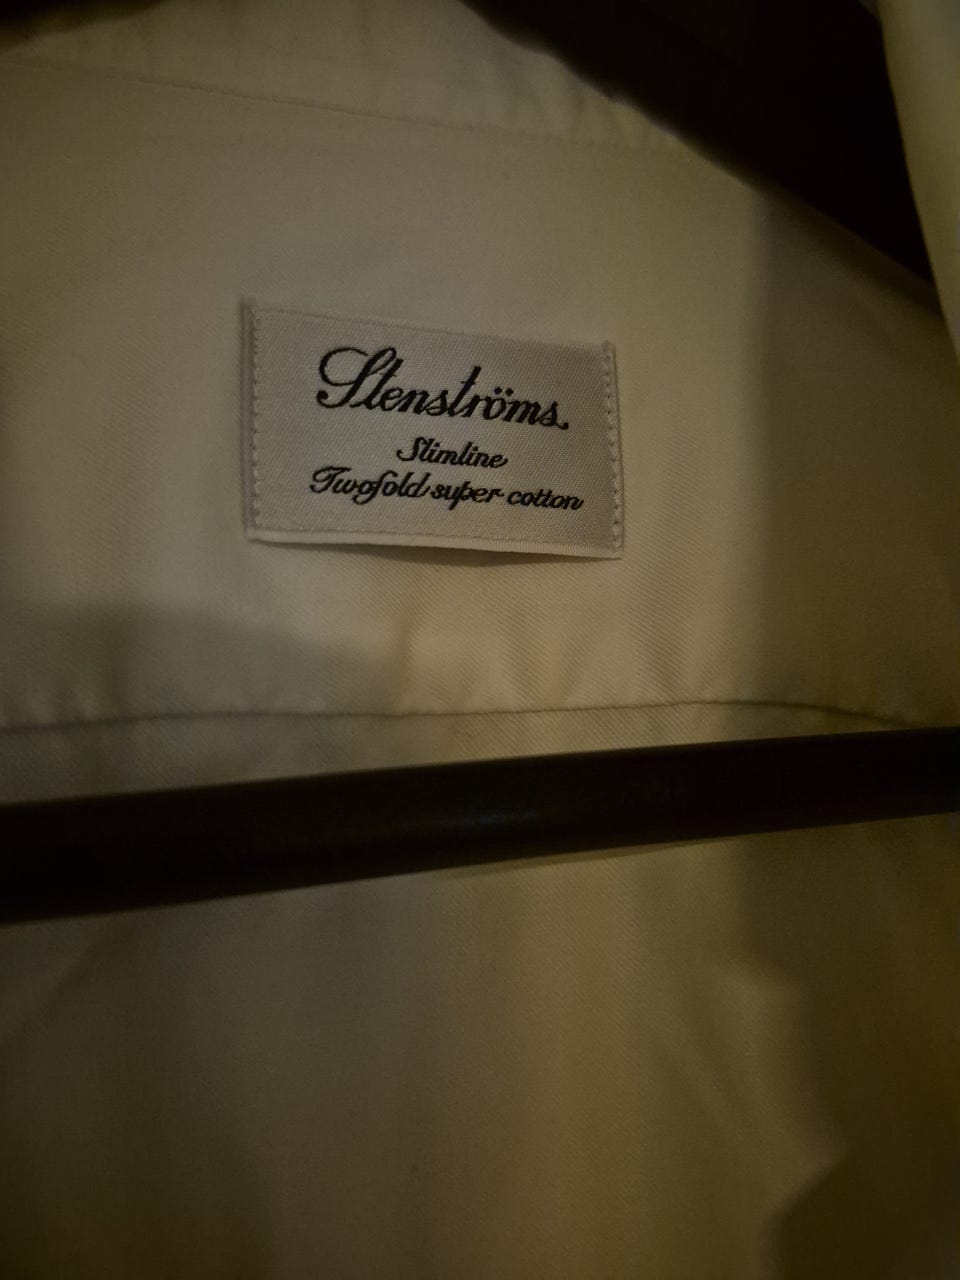 Stenströms.
Slimline
Twofold super cotton